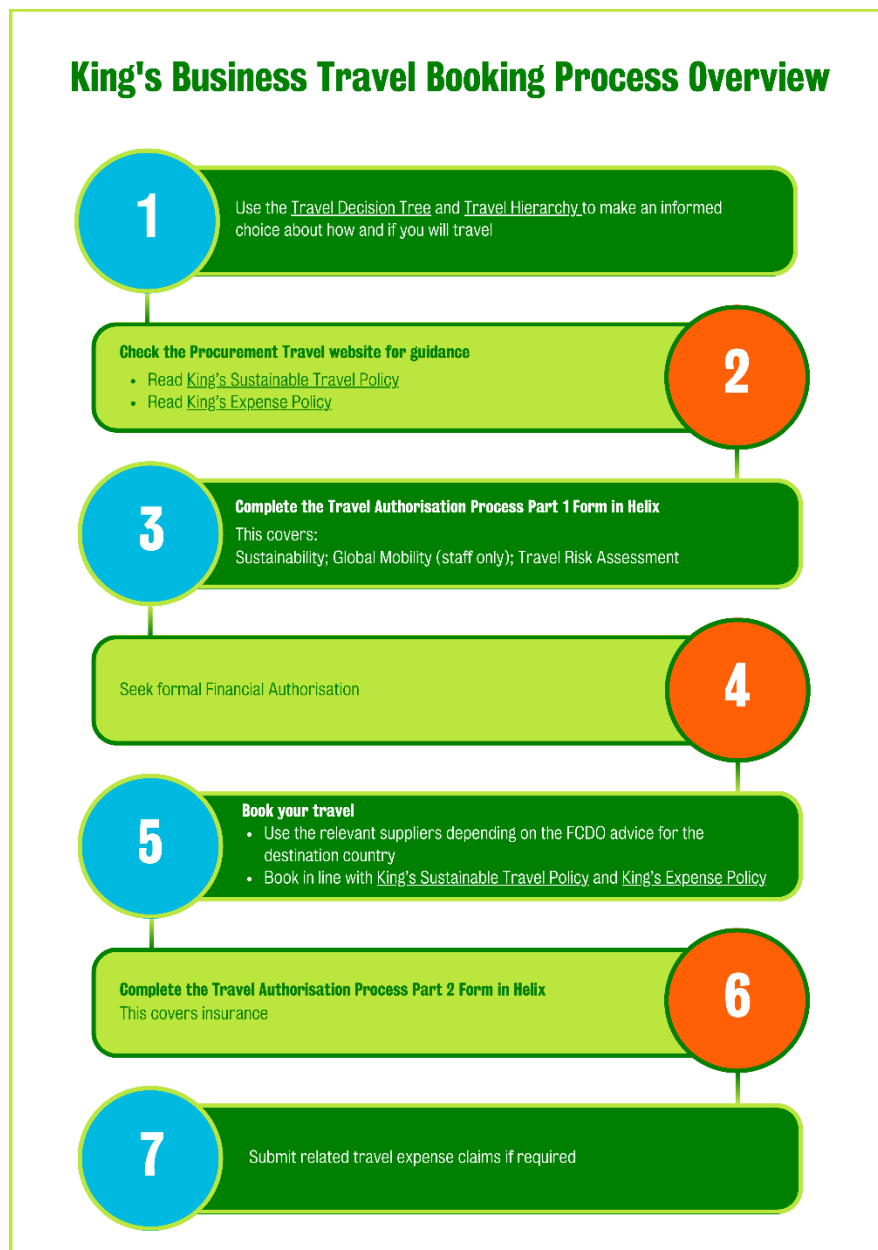 King's Business Travel Booking Process Overview
1
Use the Travel Decision Tree and Travel Hierarchy to make an informed
choice about how and if you will travel
Check the Procurement Travel website for guidance
• Read King's Sustainable Travel Policy
• Read King's Expense Policy
2
3
Complete the Travel Authorisation Process Part 1 Form in Helix
This covers:
Sustainability; Global Mobility (staff only); Travel Risk Assessment
Seek formal Financial Authorisation
4
5
Book your travel
• Use the relevant suppliers depending on the FCDO advice for the
destination country
• Book in line with King's Sustainable Travel Policy and King's Expense Policy
Complete the Travel Authorisation Process Part 2 Form in Helix
This covers insurance
6
7
Submit related travel expense claims if required